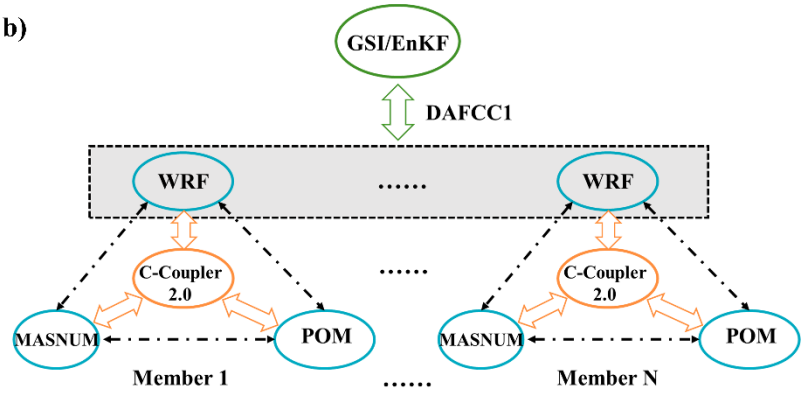 b)
GSI/EnKF
DAFCC1
WRF
......
WRF
C-Coupler
2.0
......
C-Coupler
2.0
MASNUM
POM
MASNUM
POM
Member 1
......
Member N